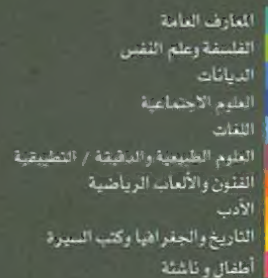 المعارف العامة
الفلسفة وعلم النفس
الديانات
العلوم الاجتماعية
اللغات
العلوم الطبيعية والدقيقة / التطبيقية
الفنون والألعاب الرياضية
الأدب
التاريخ والجغرافيا وكتب السيرة
أطفال و ناشئة